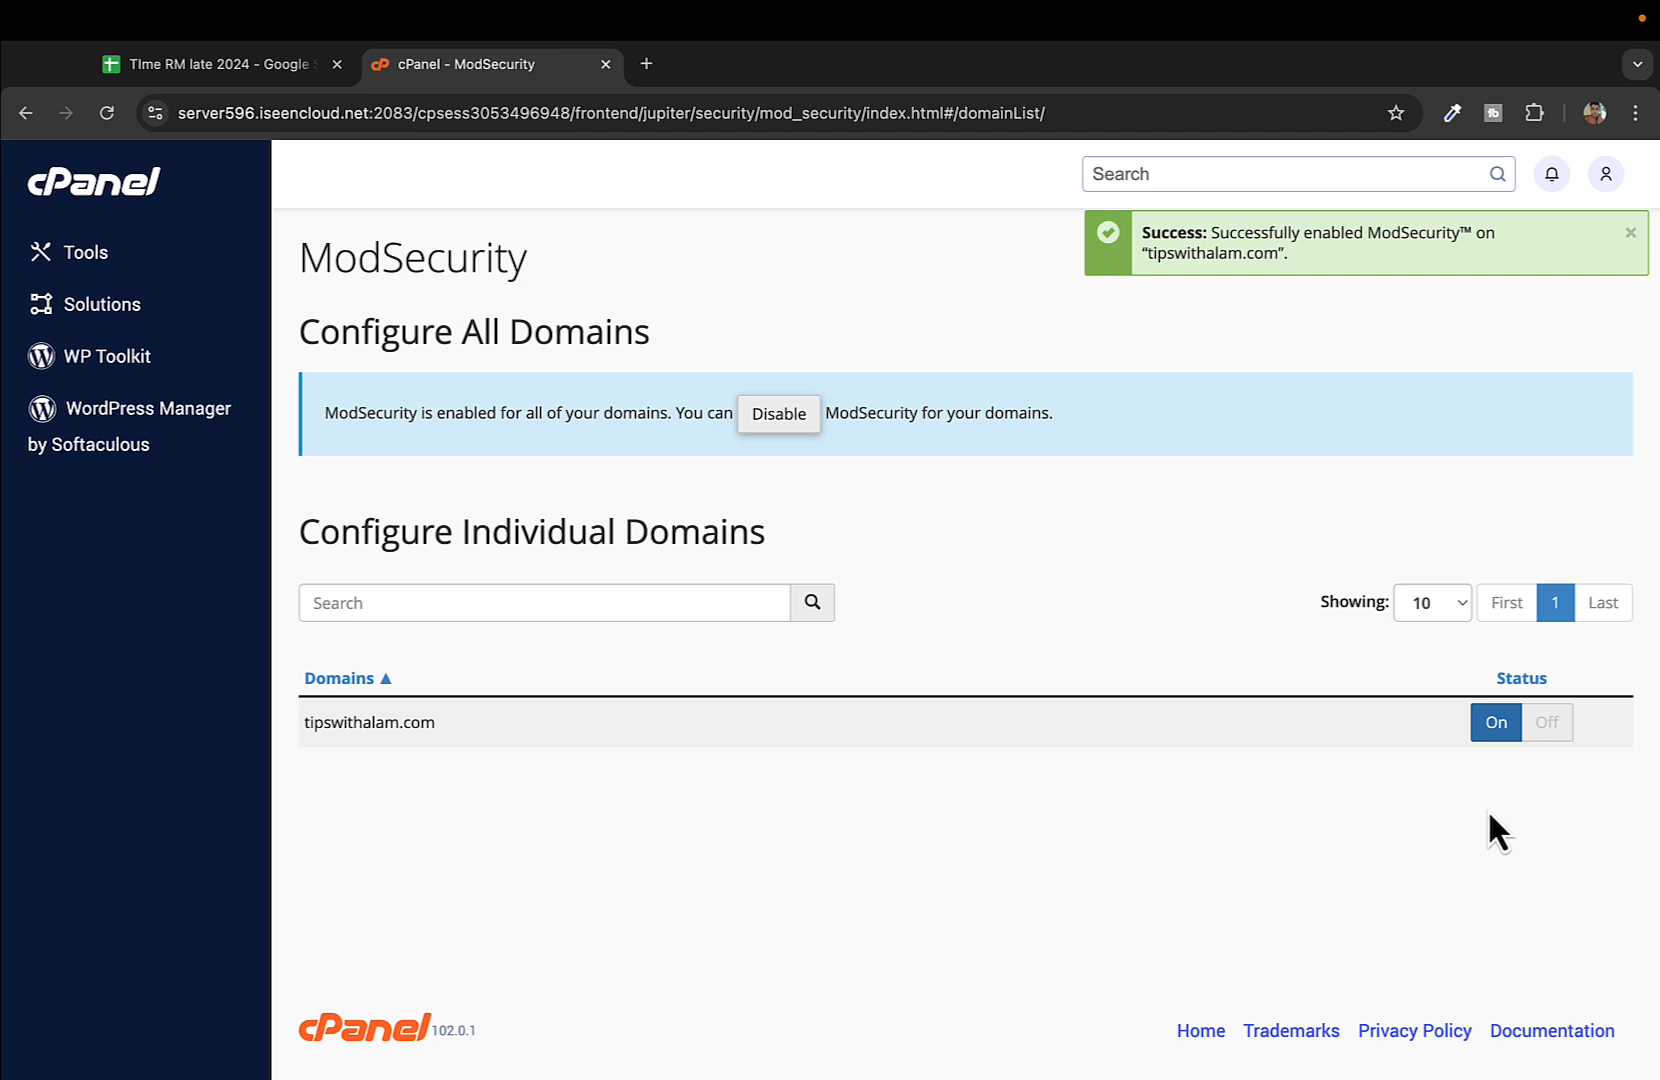 TIme RM late 2024 - Google S
cPanel - ModSecurity
server596.iseencloud.net:2083/cpsess3053496948/frontend/jupiter/security/mod_security/index.html#/domainList/
cPanel
Search
Tools
Solutions
WP Toolkit
WordPress Manager
by Softaculous
Success: Successfully enabled ModSecurity™ on
“tipswithalam.com”.
ModSecurity
Configure All Domains
ModSecurity is enabled for all of your domains. You can Disable ModSecurity for your domains.
Configure Individual Domains
Search
Showing: 10 First 1 Last
Domains ▲ Status
tipswithalam.com On Off
cPanel 102.0.1
Home Trademarks Privacy Policy Documentation